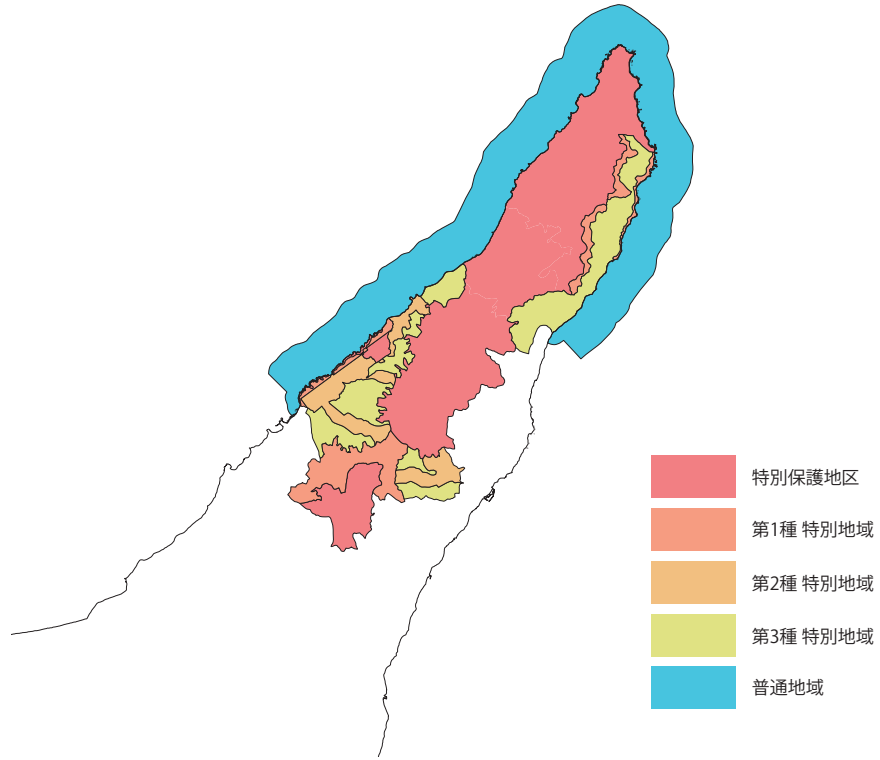 特別保護地区
第1種 特別地域
第2種 特別地域
第3種 特別地域
普通地域